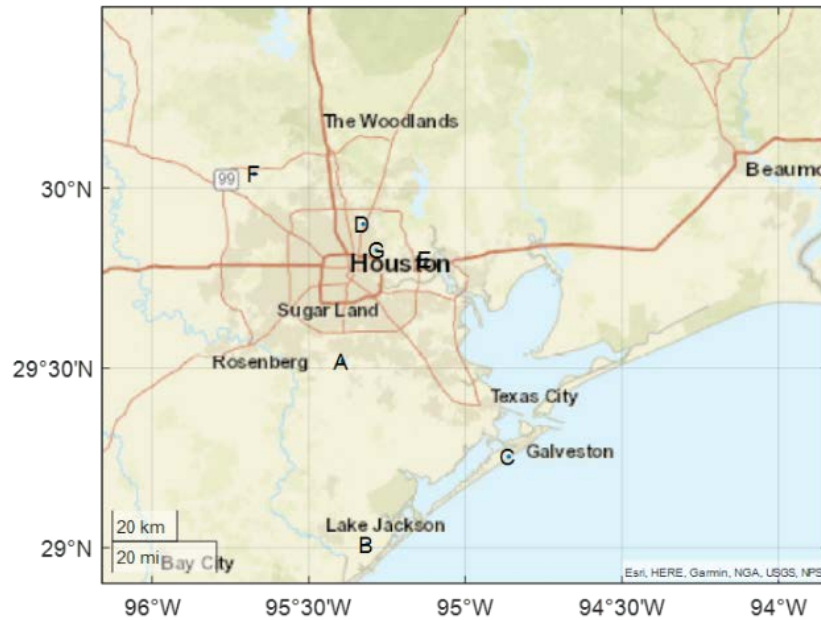 The Woodlands
30°N
99
F
Beaumo
D
G
Houston
E
Sugar Land
29°30'N
Rosenberg
A
Texas City
C
Galveston
20 km
Lake Jackson
29°N
20 mi
Bay City
B
Esri, HERE, Garmin, NGA, USGS, NPS
96°W
95°30'W
95°W
94°30'W
94°W